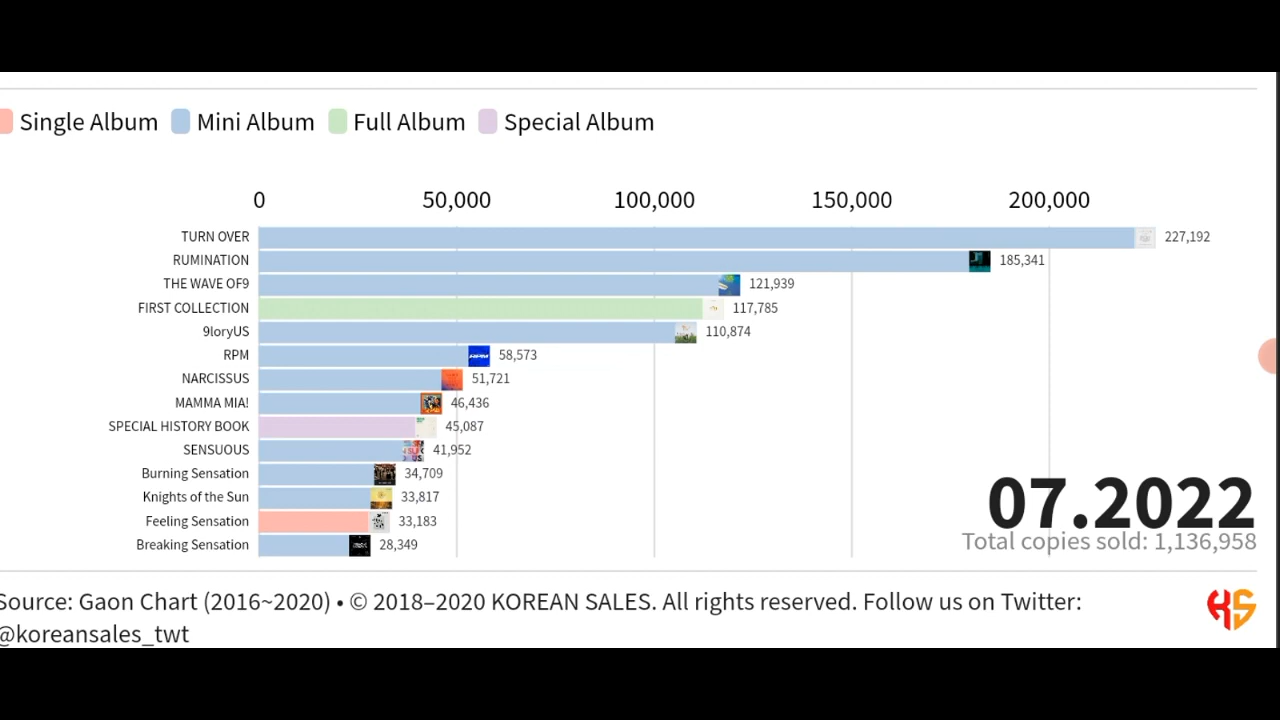 Single Album Mini Album Full Album Special Album
0 50,000 100,000 150,000 200,000
TURN OVER 227,192
RUMINATION 185,341
THE WAVE OF9 121,939
FIRST COLLECTION 117,785
9loryUS 110,874
RPM RPM 58,573
NARCISSUS 51,721
MAMMA MIA! 46,436
SPECIAL HISTORY BOOK 45,087
SENSUOUS 41,952
Burning Sensation 34,709
Knights of the Sun 33,817
Feeling Sensation 33,183
Breaking Sensation 28,349
07.2022
Total copies sold: 1,136,958
Source: Gaon Chart (2016~2020) • © 2018–2020 KOREAN SALES. All rights reserved. Follow us on Twitter:
@koreansales_twt
KS